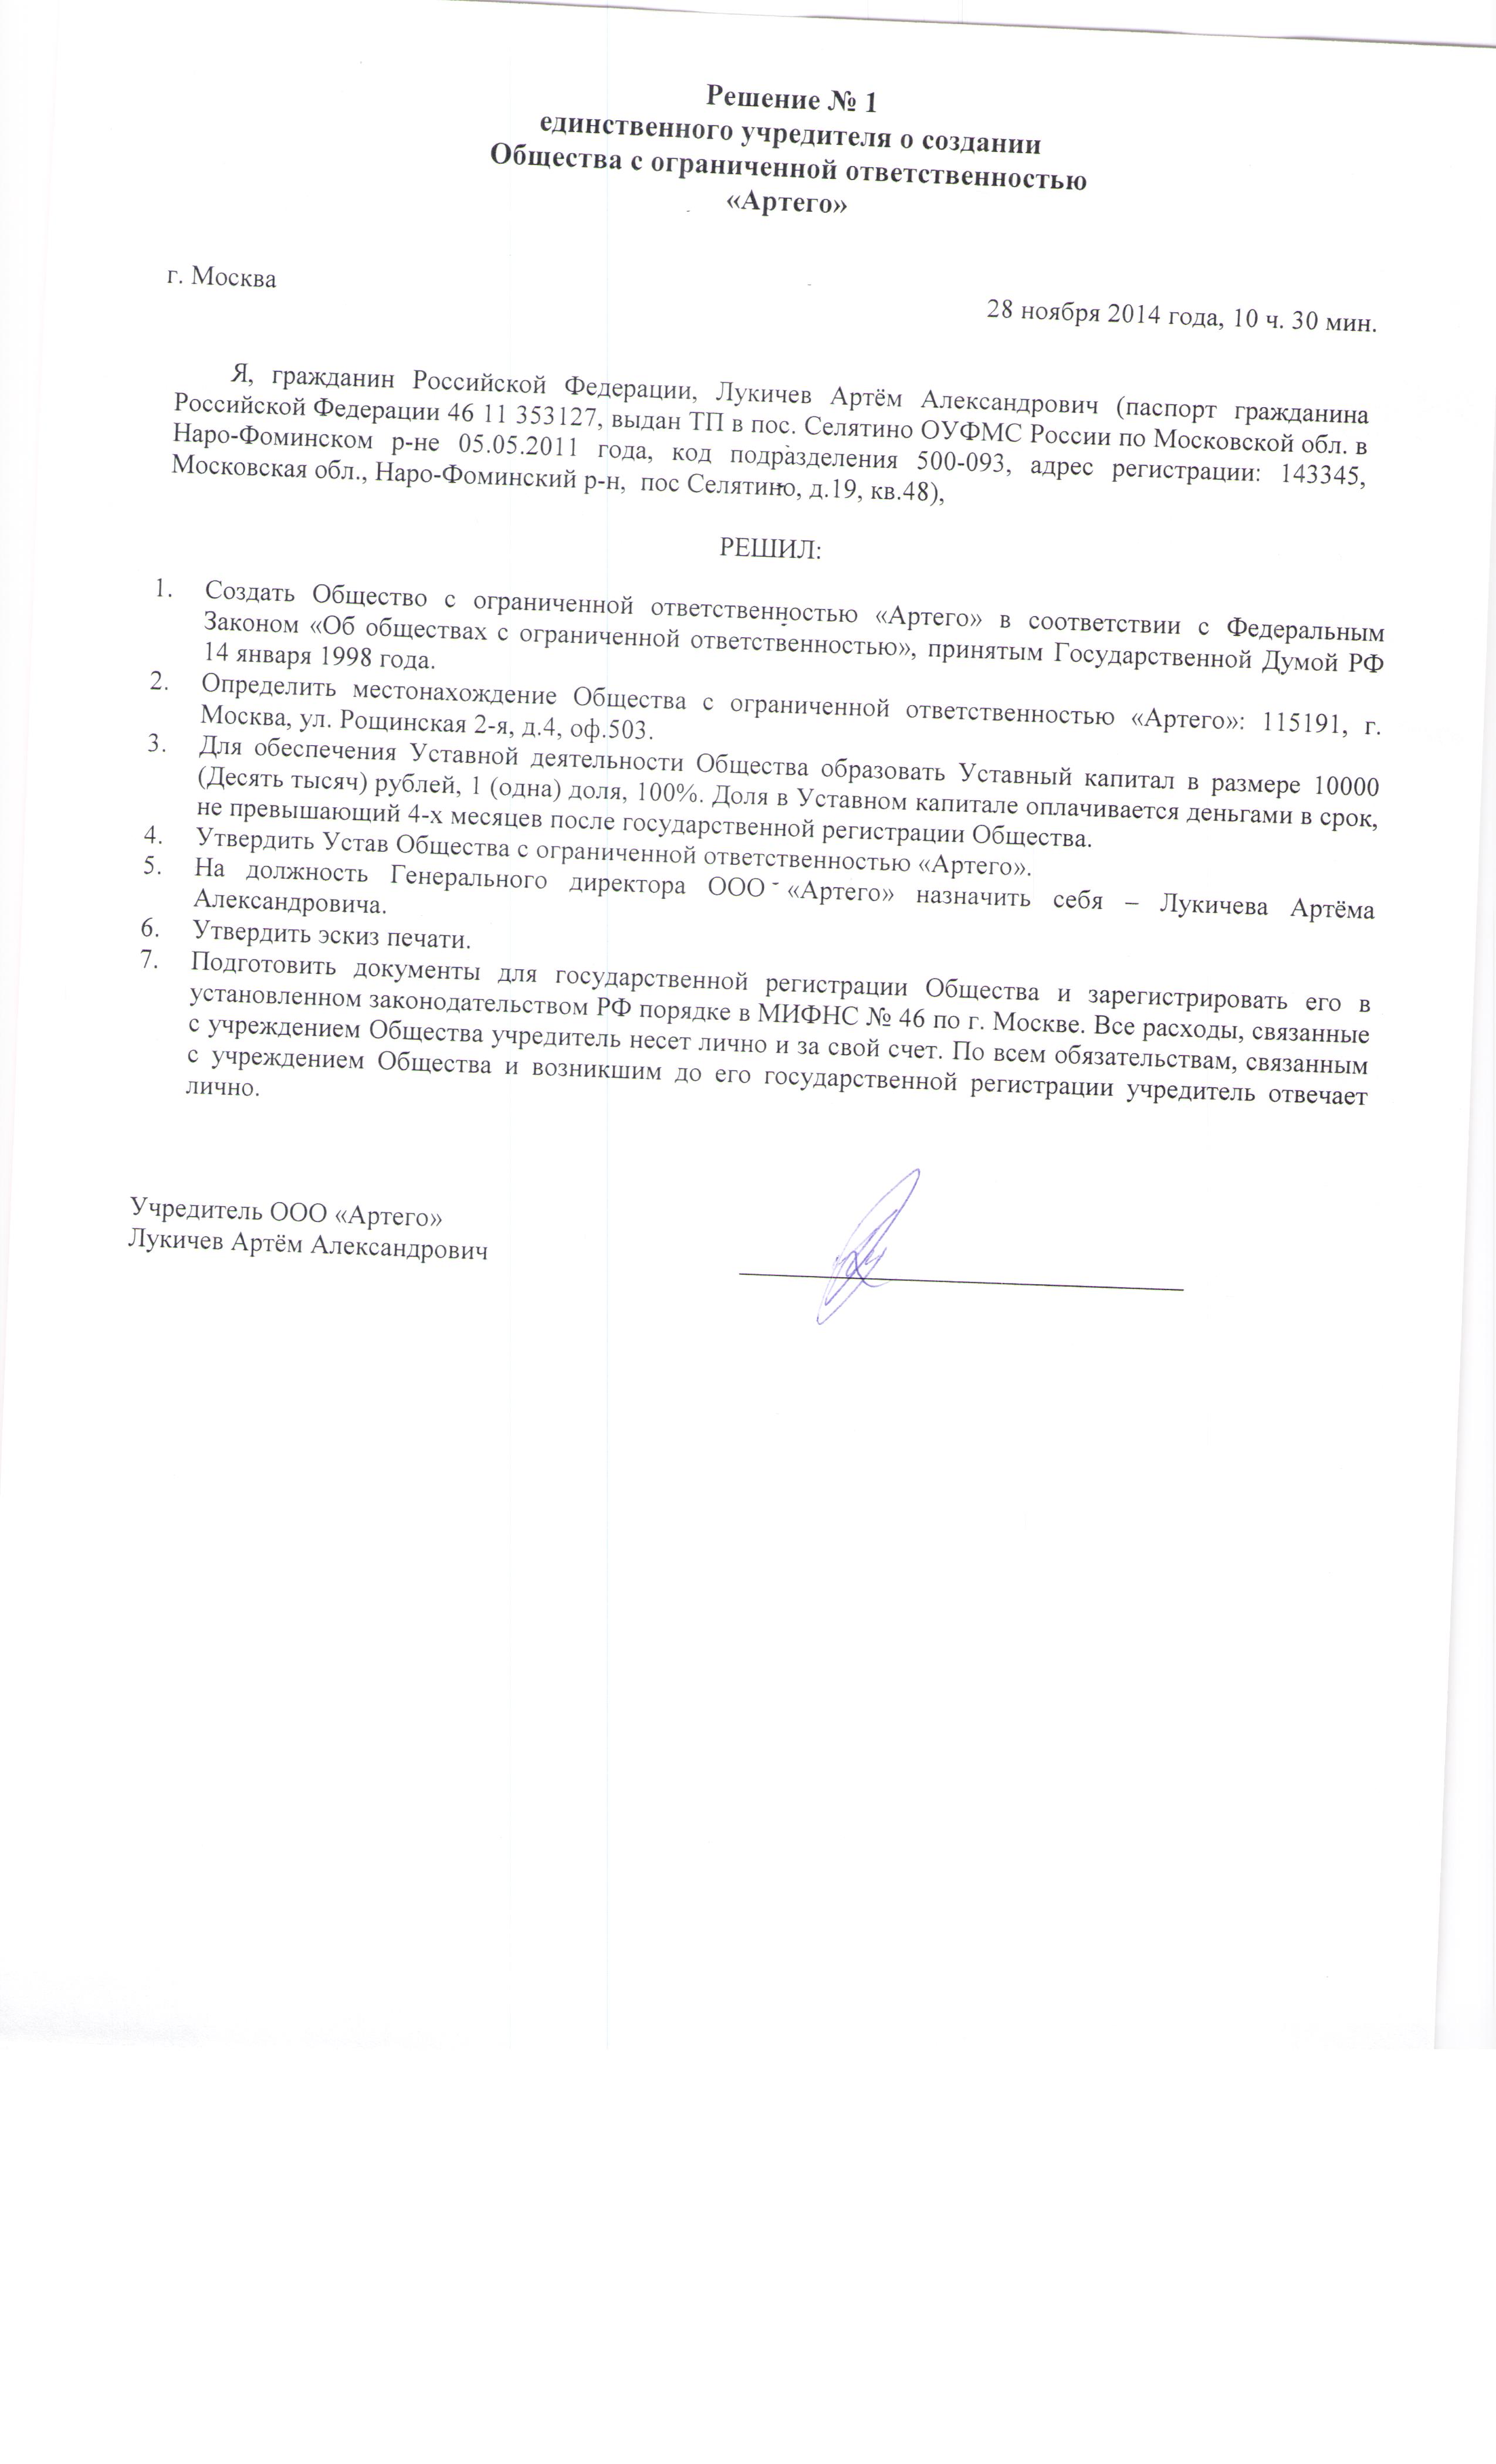 Решение № 1
единственного учредителя о создании
Общества с ограниченной ответственностью
«Артего»
г. Москва
28 ноября 2014 года, 10 ч. 30 мин.
Я, гражданин Российской Федерации, Лукичев Артём Александрович (паспорт гражданина
Российской Федерации 46 11 353127, выдан ТП в пос. Селятино ОУФМС России по Московской обл. в
Наро-Фоминском р-не 05.05.2011 года, код подразделения 500-093, адрес регистрации: 143345,
Московская обл., Наро-Фоминский р-н, пос Селятино, д.19, кв.48),
РЕШИЛ:
1. Создать Общество с ограниченной ответственностью «Артего» в соответствии с Федеральным
Законом «Об обществах с ограниченной ответственностью», принятым Государственной Думой РФ
14 января 1998 года.
2. Определить местонахождение Общества с ограниченной ответственностью «Артего»: 115191, г.
Москва, ул. Рощинская 2-я, д.4, оф.503.
3. Для обеспечения Уставной деятельности Общества образовать Уставный капитал в размере 10000
(Десять тысяч) рублей, 1 (одна) доля, 100%. Доля в Уставном капитале оплачивается деньгами в срок,
не превышающий 4-х месяцев после государственной регистрации Общества.
4. Утвердить Устав Общества с ограниченной ответственностью «Артего».
5. На должность Генерального директора ООО «Артего» назначить себя – Лукичева Артёма
Александровича.
6. Утвердить эскиз печати.
7. Подготовить документы для государственной регистрации Общества и зарегистрировать его в
установленном законодательством РФ порядке в МИФНС № 46 по г. Москве. Все расходы, связанные
с учреждением Общества учредитель несет лично и за свой счет. По всем обязательствам, связанным
с учреждением Общества и возникшим до его государственной регистрации учредитель отвечает
лично.
Учредитель ООО «Артего»
Лукичев Артём Александрович